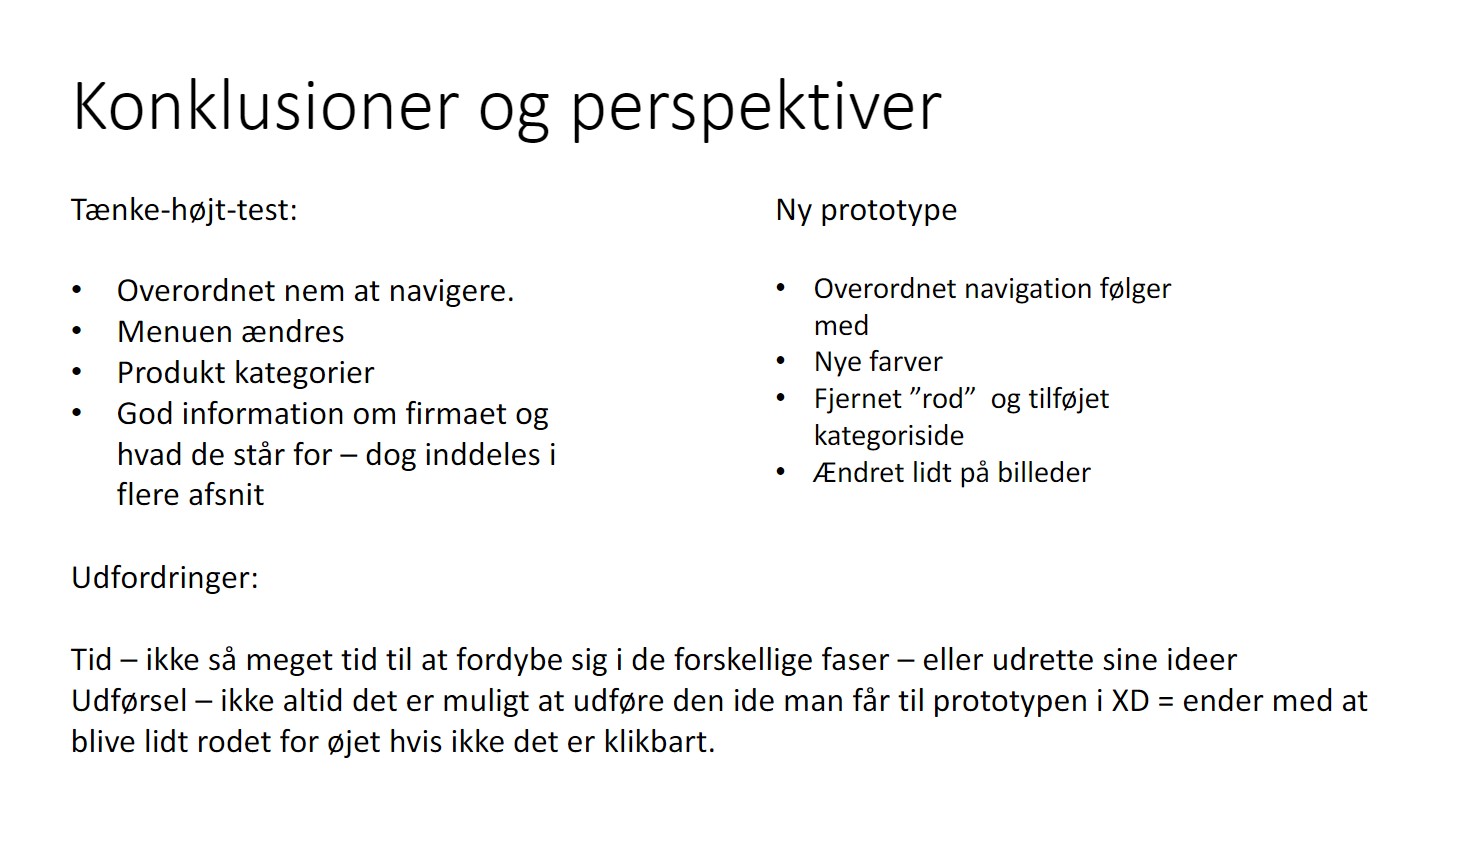 Konklusioner og perspektiver
Tænke-højt-test:
• Overordnet nem at navigere.
• Menuen ændres
• Produkt kategorier
• God information om firmaet og
hvad de står for – dog inddeles i
flere afsnit
Ny prototype
• Overordnet navigation følger
med
• Nye farver
• Fjernet ”rod”  og tilføjet
kategoriside
• Ændret lidt på billeder
Udfordringer:
Tid – ikke så meget tid til at fordybe sig i de forskellige faser – eller udrette sine ideer
Udførsel – ikke altid det er muligt at udføre den ide man får til prototypen i XD = ender med at
blive lidt rodet for øjet hvis ikke det er klikbart.